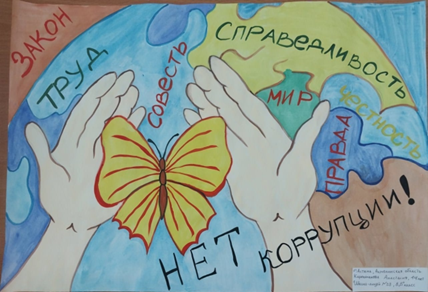 ЗАКОН
ТРУД
СОВЕСТЬ
СПРАВЕДЛИВОСТЬ
МИР
ЧЕСТНОСТЬ
ПРАВДА
НЕТ КОРРУПЦИИ!